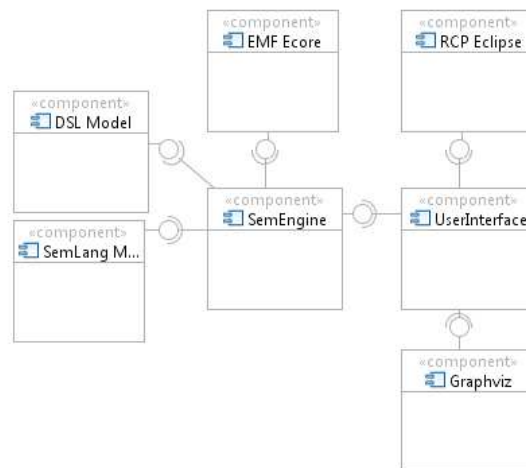 «component»
EMF Ecore
«component»
RCP Eclipse
«component»
DSL Model
«component»
SemEngine
«component»
UserInterface
«component»
SemLang M...
«component»
Graphviz